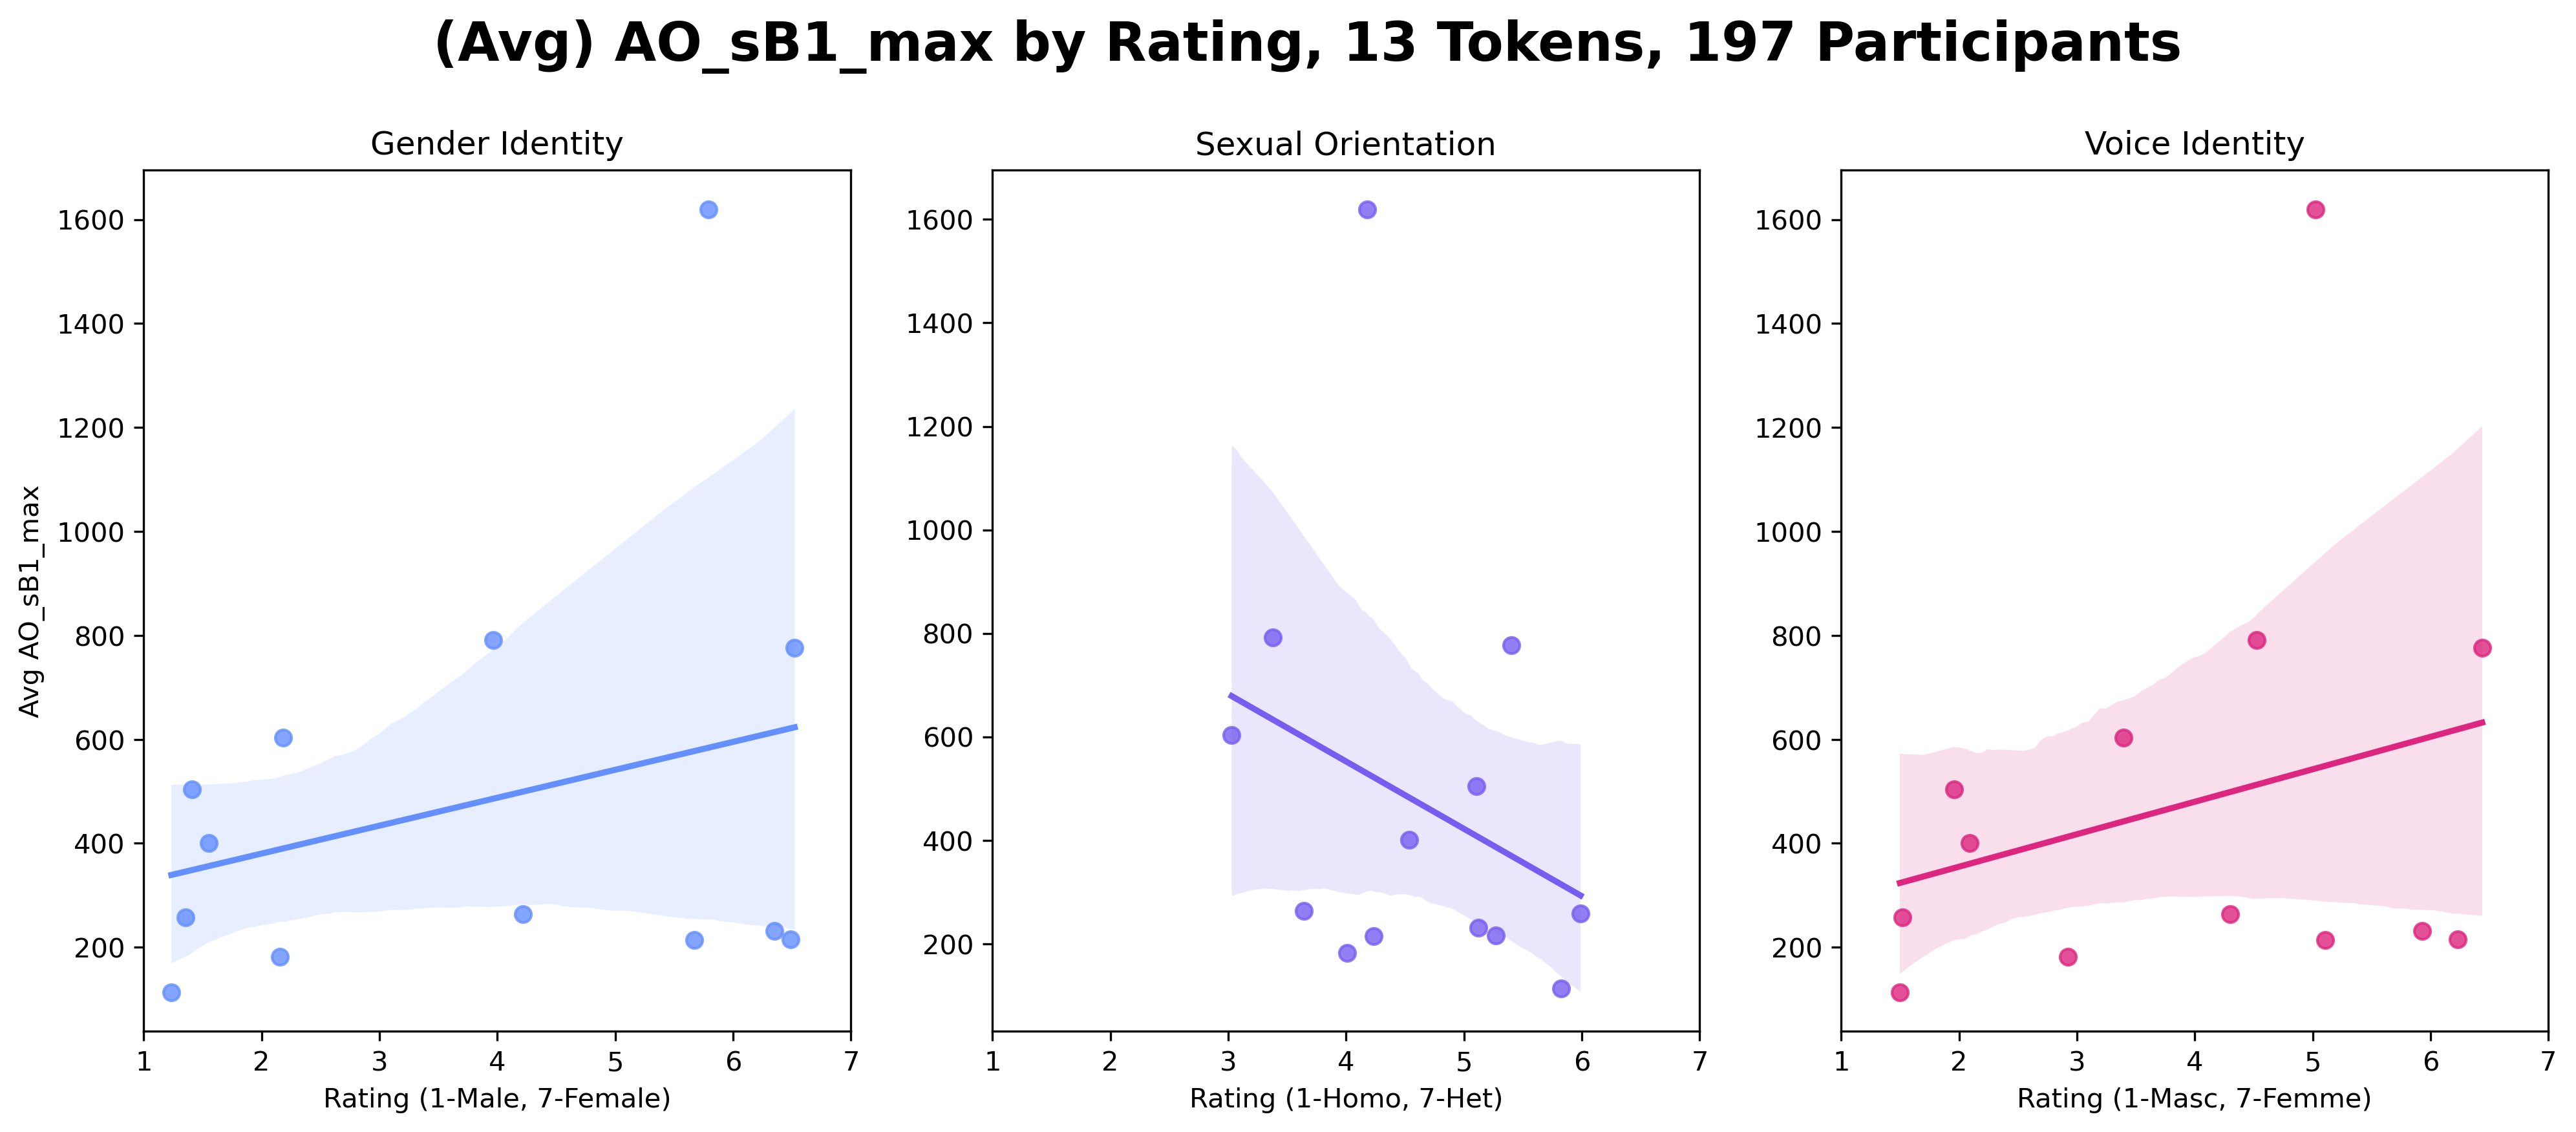 (Avg) AO_sB1_max by Rating, 13 Tokens, 197 Participants
Gender Identity
Avg AO_sB1_max
1600
1400
1200
1000
800
600
400
200
1 2 3 4 5 6 7
Rating (1-Male, 7-Female)
Sexual Orientation
1600
1400
1200
1000
800
600
400
200
1 2 3 4 5 6 7
Rating (1-Homo, 7-Het)
Voice Identity
1600
1400
1200
1000
800
600
400
200
1 2 3 4 5 6 7
Rating (1-Masc, 7-Femme)